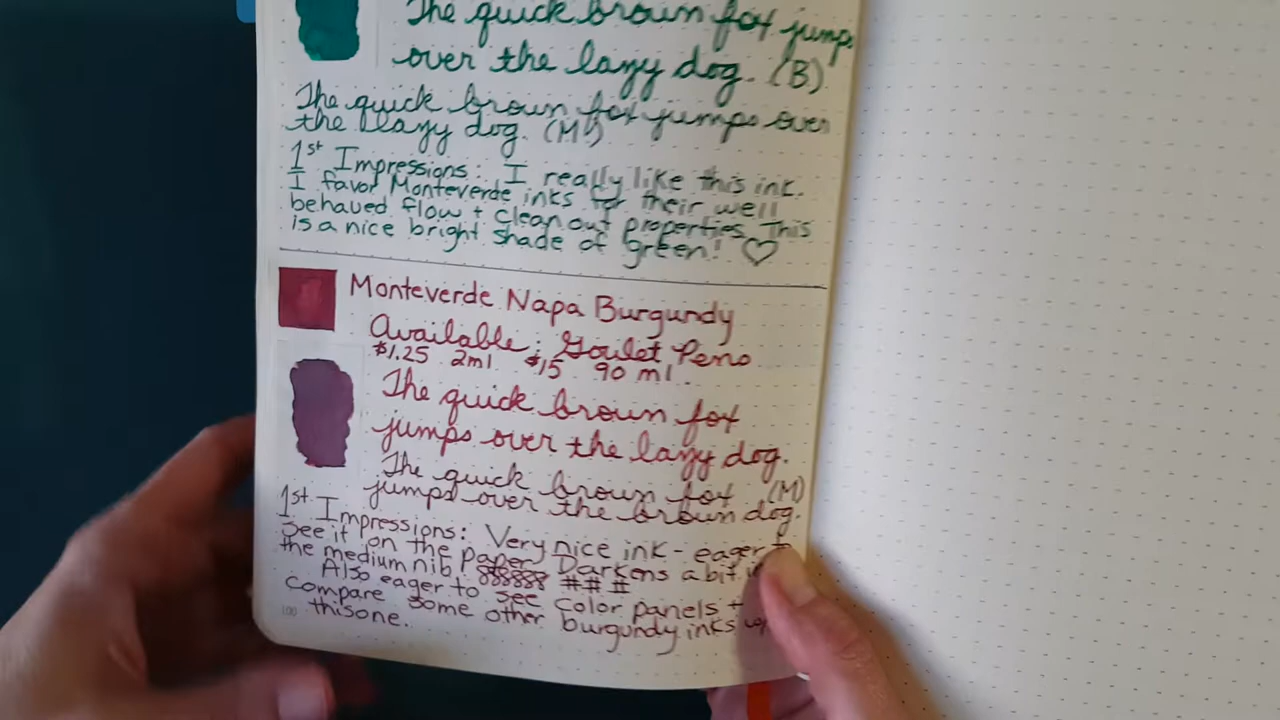 The quick brown fox jumps
over the lazy dog. (B)
The quick brown fox jumps over
the lazy dog. (M)
1st Impressions: I really like this ink.
I favor Monteverde inks for their well
behaved flow + clean out properties. This
is a nice bright shade of green! ♡
Monteverde Napa Burgundy
Available: Goulet Pens
$1.25 2ml $15 90 ml.
The quick brown fox
jumps over the lazy dog.
The quick brown fox (M)
jumps over the brown dog.
1st Impressions: Very nice ink - eager
see it on the paper. Darkens a bit
the medium nib! ###
Also eager to see color panels +
compare some other burgundy inks
this one.
100